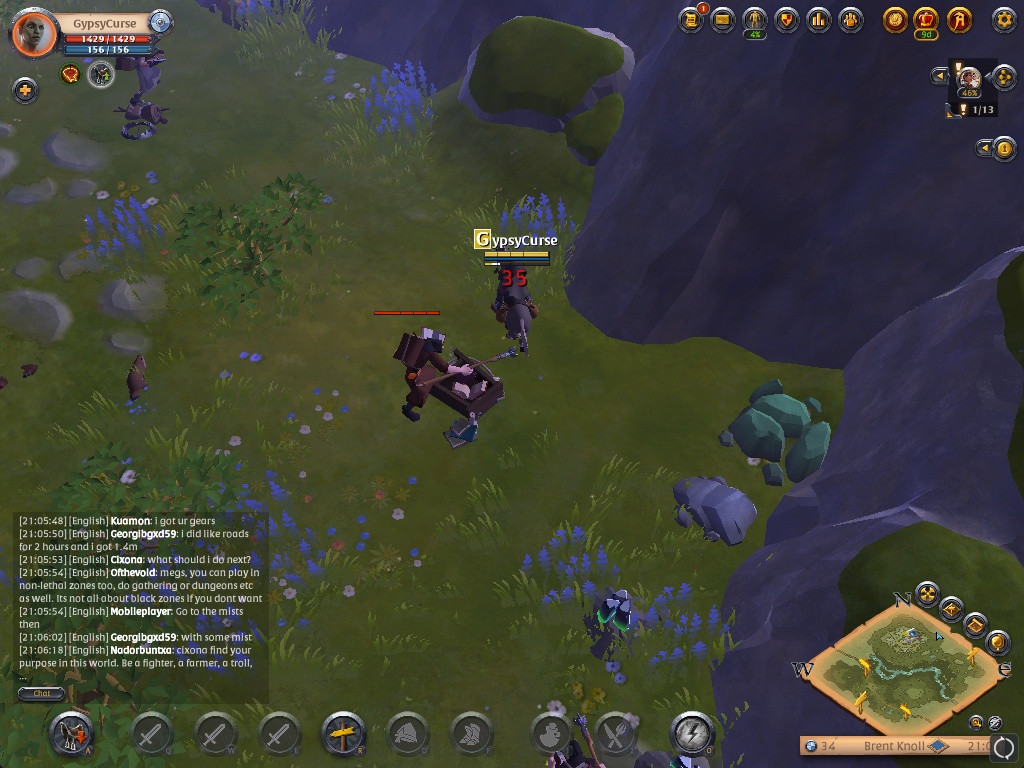 GypsyCurse
1429 / 1429
156 / 156
1
4%
9d
46%
1/13
1
GypsyCurse
35
[21:05:48] [English] Kuamon: i got ur gears
[21:05:50] [English] Georgibgxd59: i did like roads
for 2 hours and i got 1.4m
[21:05:53] [English] Cixona: what should i do next?
[21:05:54] [English] Ofthevoid: megs, you can play in
non-lethal zones too, do gathering or dungeons etc
as well. Its not all about black zones if you dont want
[21:05:54] [English] Moblieplayer: Go to the mists
then
[21:06:02] [English] Georgibgxd59: with some mist
[21:06:18] [English] Nadorbuntxa: cixona find your
purpose in this world. Be a fighter, a farmer, a troll,
...
Chat
N
W
E
A
Q
W
E
R
D
F
O
34
Brent Knoll